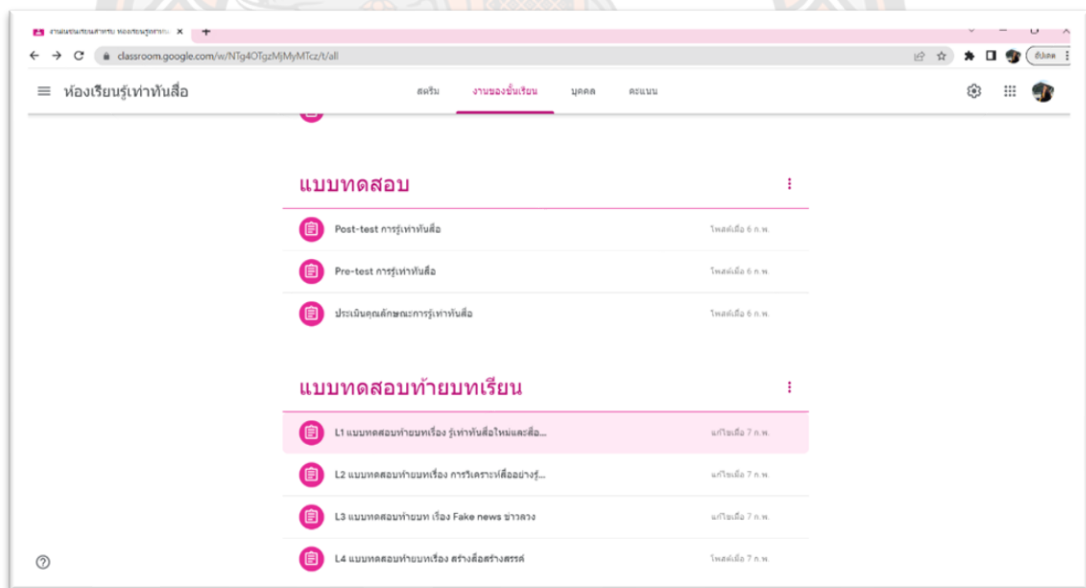 classroom.google.com/w/NTg4OTgzMjMyMTcz/t/all
อัปเดต
ห้องเรียนรู้เท่าทันสื่อ
สตรีม งานของชั้นเรียน บุคคล คะแนน
แบบทดสอบ
Post-test การรู้เท่าทันสื่อ โพสต์เมื่อ 6 ก.พ.
Pre-test การรู้เท่าทันสื่อ โพสต์เมื่อ 6 ก.พ.
ประเมินคุณลักษณะการรู้เท่าทันสื่อ โพสต์เมื่อ 6 ก.พ.
แบบทดสอบท้ายบทเรียน
L1 แบบทดสอบท้ายบทเรื่อง รู้เท่าทันสื่อใหม่และสื่อ... แก้ไขเมื่อ 7 ก.พ.
L2 แบบทดสอบท้ายบทเรื่อง การวิเคราะห์สื่ออย่างรู้... แก้ไขเมื่อ 7 ก.พ.
L3 แบบทดสอบท้ายบท เรื่อง Fake news ข่าวลวง แก้ไขเมื่อ 7 ก.พ.
L4 แบบทดสอบท้ายบทเรื่อง สร้างสื่อสร้างสรรค์ โพสต์เมื่อ 7 ก.พ.